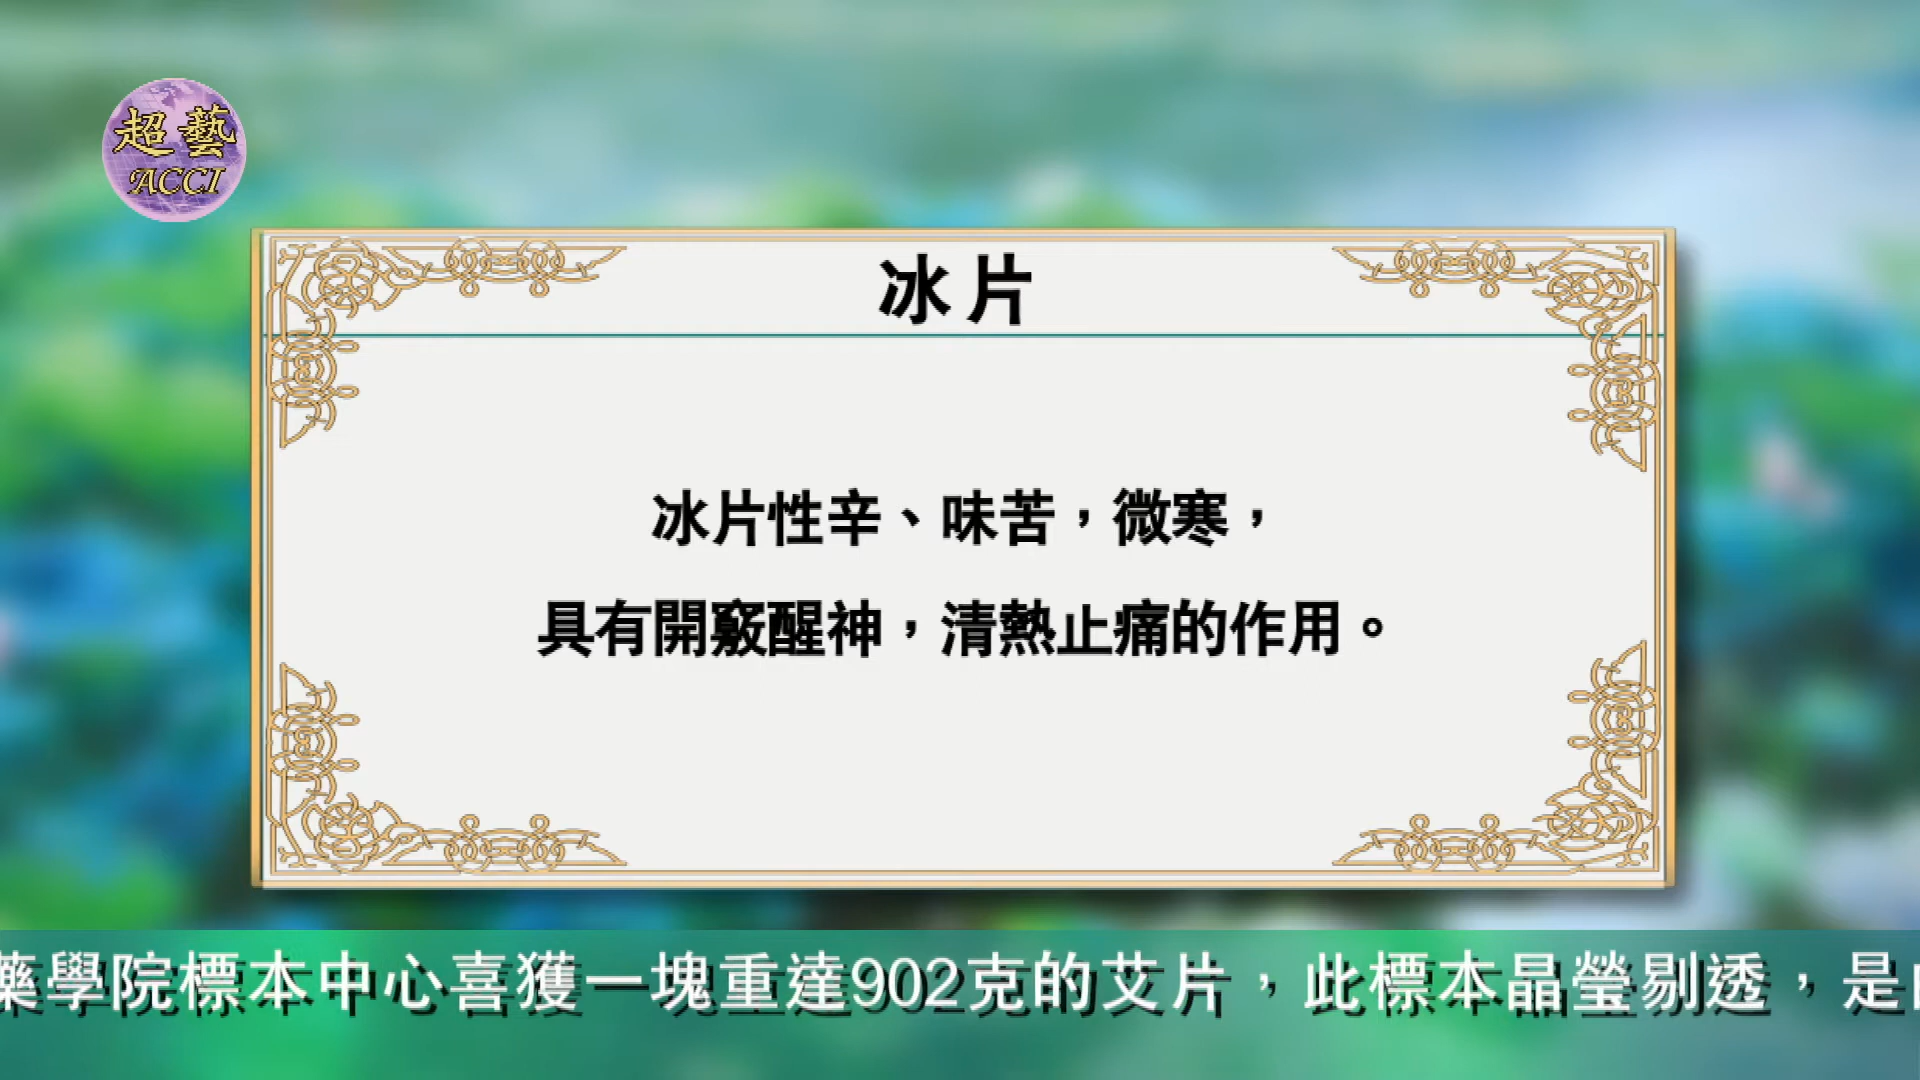 超藝
ACCI
冰片
冰片性辛、味苦，微寒，
具有開竅醒神，清熱止痛的作用。
藥學院標本中心喜獲一塊重達902克的艾片，此標本晶瑩剔透，是